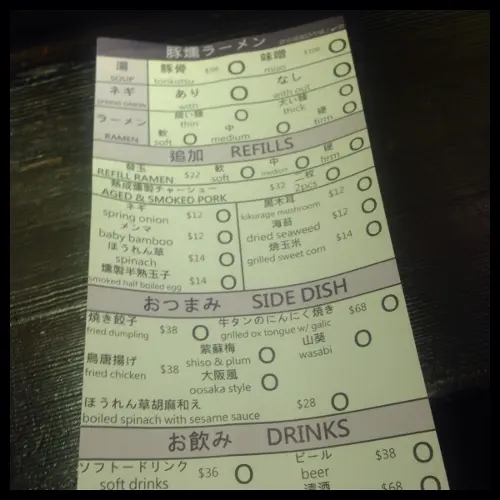 豚燻ラーメン
湯 豚骨 味噌
SOUP tonkotsu miso
ネギ あり なし
SPRING ONION with with out
ラーメン 細い麺 太い麺
thin thick
RAMEN 軟 中 硬
soft medium firm
追加 REFILLS
替玉 軟 中 硬
REFILL RAMEN $22 soft medium firm
熟成燻製チャーシュー $32 一枚
AGED & SMOKED PORK 2pcs
ネギ $12 黒木耳 $12
spring onion kikurage mushroom
メンマ $12 海苔 $12
baby bamboo dried seaweed
ほうれん草 $14 焼玉米 $14
spinach grilled sweet corn
燻製半熟玉子 $14
smoked half boiled egg
おつまみ SIDE DISH
焼き餃子 $38 牛タンのにんにく焼き $68
fried dumpling grilled ox tongue w/ galic
鳥唐揚げ $38 紫蘇梅 山葵
fried chicken shiso & plum wasabi
大阪風
oosaka style
ほうれん草胡麻和え $28
boiled spinach with sesame sauce
お飲み DRINKS
ソフトードリンク $36 ビール $38
soft drinks beer
清酒 $68